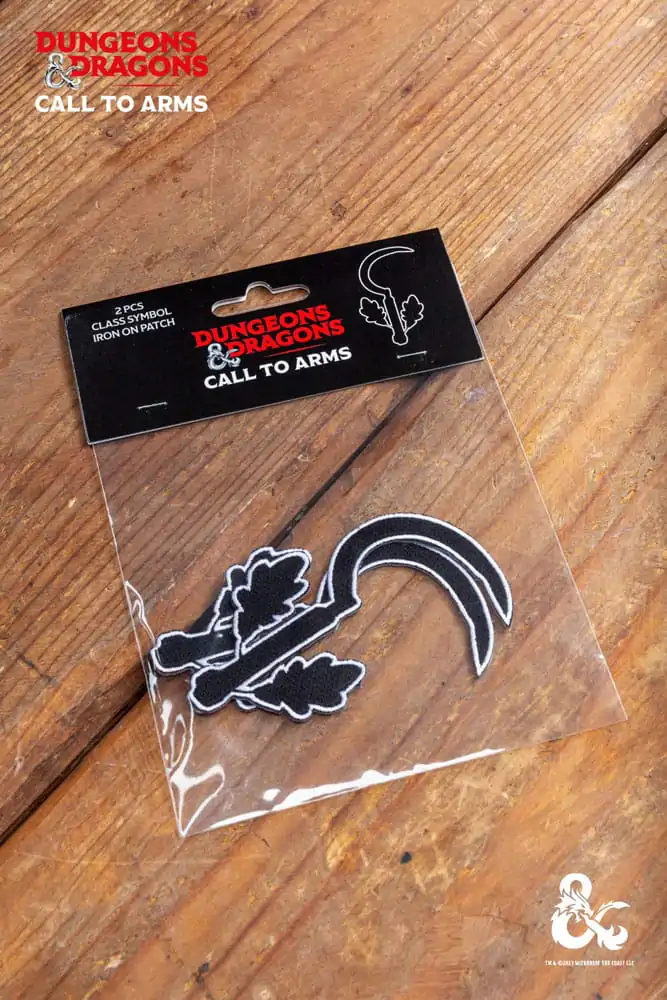 DUNGEONS
& DRAGONS
CALL TO ARMS
2 PCS
CLASS SYMBOL
IRON ON PATCH
DUNGEONS
& DRAGONS
CALL TO ARMS
&